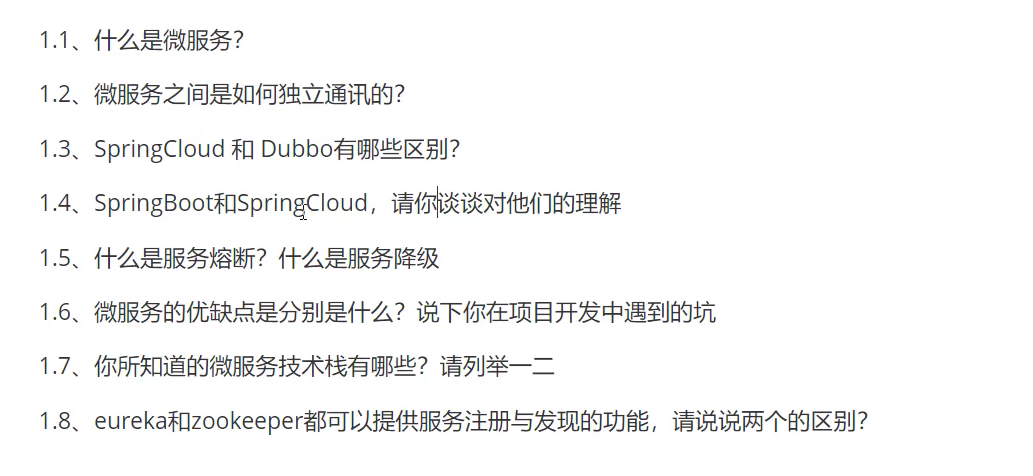 1.1、什么是微服务？
1.2、微服务之间是如何独立通讯的？
1.3、SpringCloud 和 Dubbo有哪些区别？
1.4、SpringBoot和SpringCloud，请你谈谈对他们的理解
1.5、什么是服务熔断？什么是服务降级
1.6、微服务的优缺点是分别是什么？说下你在项目开发中遇到的坑
1.7、你所知道的微服务技术栈有哪些？请列举一二
1.8、eureka和zookeeper都可以提供服务注册与发现的功能，请说说两个的区别？